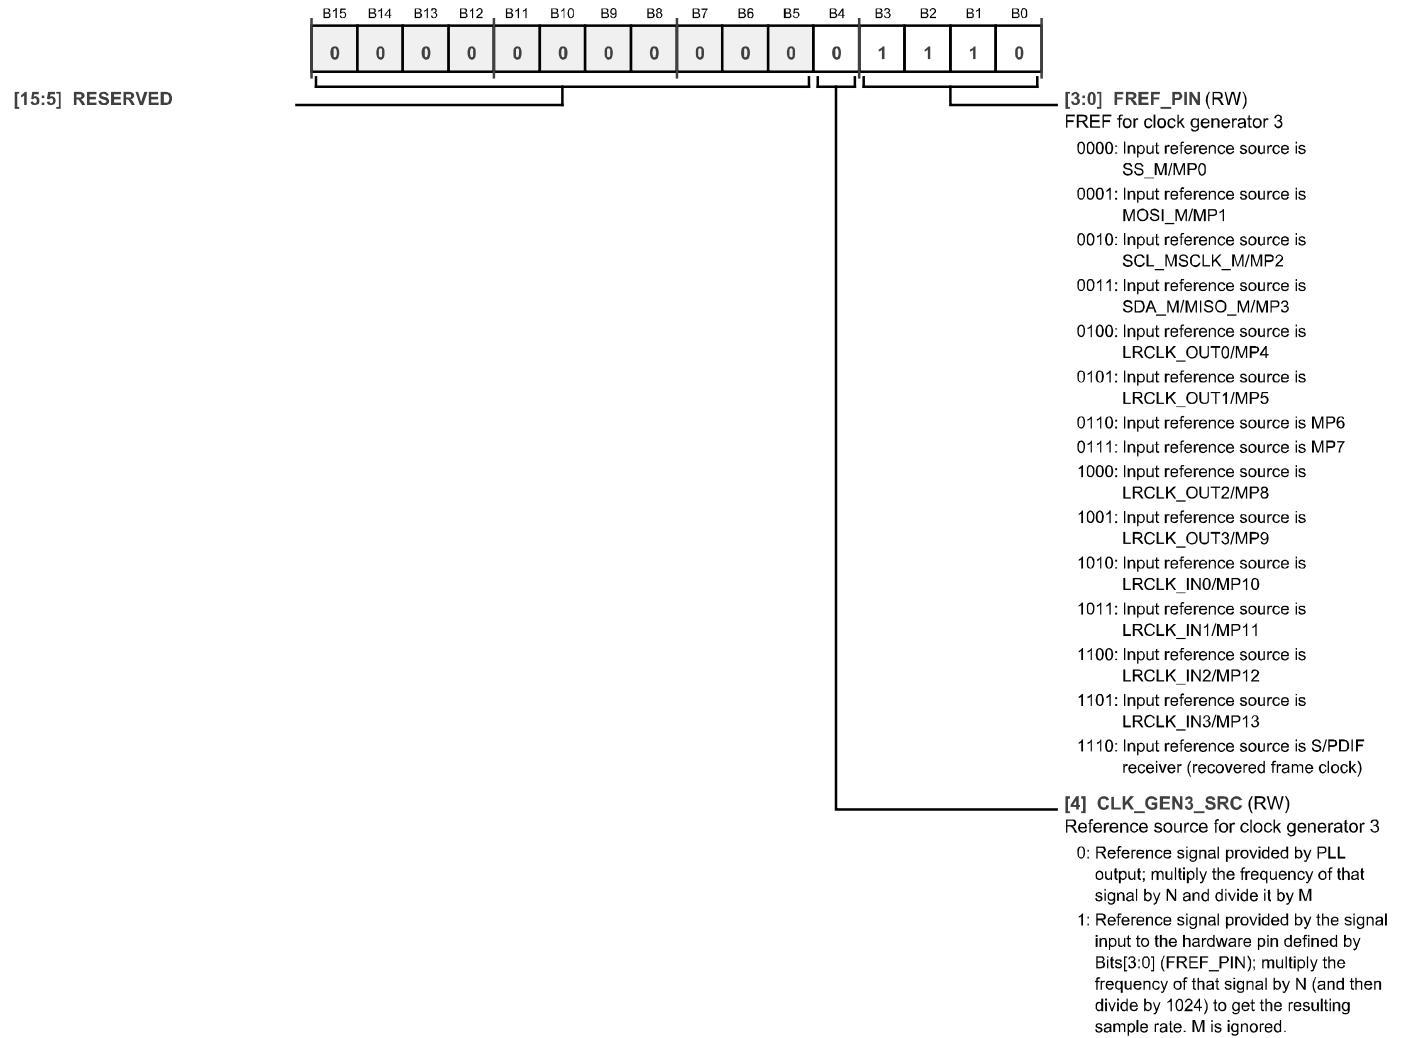 B15 B14 B13 B12 B11 B10 B9 B8 B7 B6 B5 B4 B3 B2 B1 B0
0 0 0 0 0 0 0 0 0 0 0 0 1 1 1 0
[15:5] RESERVED
[3:0] FREF_PIN (RW)
FREF for clock generator 3
0000: Input reference source is
SS_M/MP0
0001: Input reference source is
MOSI_M/MP1
0010: Input reference source is
SCL_MSCLK_M/MP2
0011: Input reference source is
SDA_M/MISO_M/MP3
0100: Input reference source is
LRCLK_OUT0/MP4
0101: Input reference source is
LRCLK_OUT1/MP5
0110: Input reference source is MP6
0111: Input reference source is MP7
1000: Input reference source is
LRCLK_OUT2/MP8
1001: Input reference source is
LRCLK_OUT3/MP9
1010: Input reference source is
LRCLK_IN0/MP10
1011: Input reference source is
LRCLK_IN1/MP11
1100: Input reference source is
LRCLK_IN2/MP12
1101: Input reference source is
LRCLK_IN3/MP13
1110: Input reference source is S/PDIF
receiver (recovered frame clock)
[4] CLK_GEN3_SRC (RW)
Reference source for clock generator 3
0: Reference signal provided by PLL
output; multiply the frequency of that
signal by N and divide it by M
1: Reference signal provided by the signal
input to the hardware pin defined by
Bits[3:0] (FREF_PIN); multiply the
frequency of that signal by N (and then
divide by 1024) to get the resulting
sample rate. M is ignored.